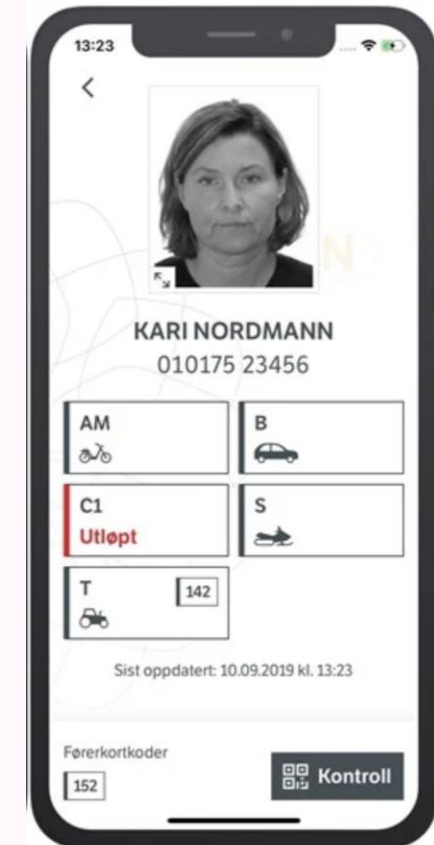 13:23
N
KARI NORDMANN
010175 23456
AM
B
C1
Utløpt
S
T
142
Sist oppdatert: 10.09.2019 kl. 13:23
Førerkortkoder
152
Kontroll